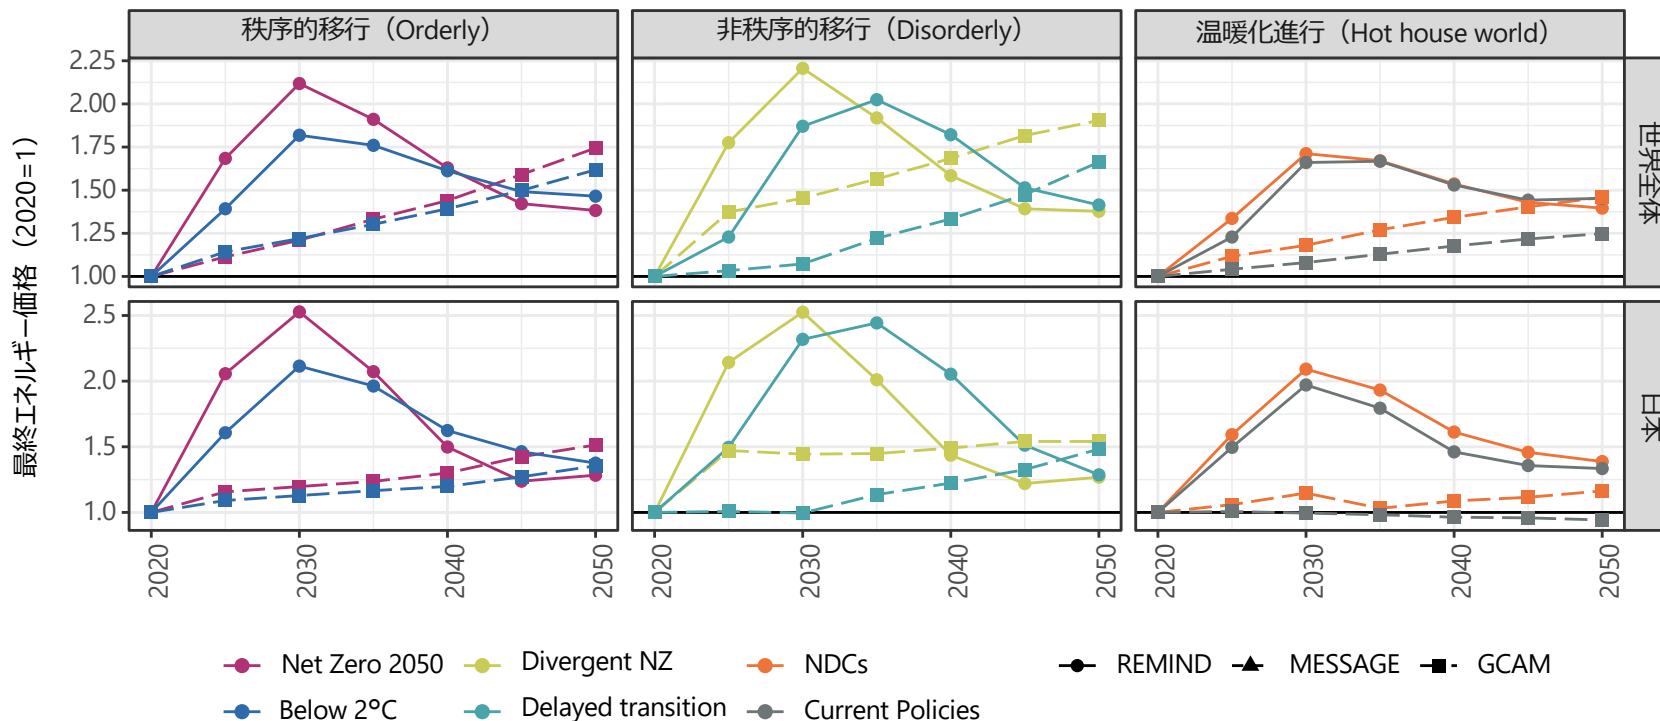 秩序的移行（Orderly）
非秩序的移行（Disorderly）
温暖化進行（Hot house world）
最終エネルギー価格（2020=1）
2.25
2.00
1.75
1.50
1.25
1.00
世界全体
2.5
2.0
1.5
1.0
日本
2020
2030
2040
2050
2020
2030
2040
2050
2020
2030
2040
2050
Net Zero 2050
Divergent NZ
NDCs
REMIND
MESSAGE
GCAM
Below 2°C
Delayed transition
Current Policies